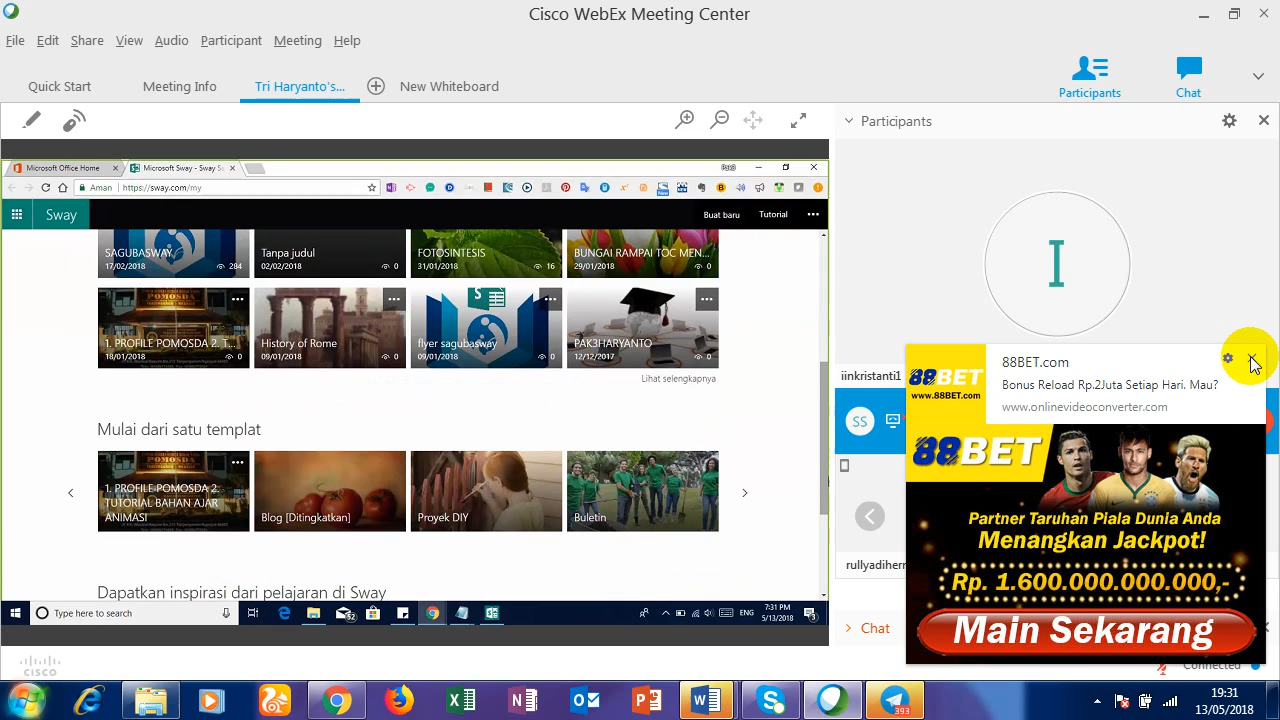 Cisco WebEx Meeting Center
File Edit Share View Audio Participant Meeting Help
Quick Start Meeting Info Tri Haryanto's... New Whiteboard
Participants Chat
Participants
Microsoft Office Home
Microsoft Sway - Sway Sa
Aman https://sway.com/my
Sway Buat baru Tutorial
SAGUBASWAY
17/02/2018 284
Tanpa judul
02/02/2018 0
FOTOSINTESIS
31/01/2018 16
BUNGAI RAMPAI TOC MEN...
29/01/2018 0
1. PROFILE POMOSDA 2. T...
18/01/2018 0
History of Rome
09/01/2018 0
flyer sagubasway
09/01/2018 0
PAK3HARYANTO
12/12/2017 0
Lihat selengkapnya
Mulai dari satu templat
1. PROFILE POMOSDA 2.
TUTORIAL BAHAN AJAR
ANIMASI
Blog [Ditingkatkan]
Proyek DIY
Buletin
Dapatkan inspirasi dari pelajaran di Sway
Type here to search
52
ENG
7:31 PM
5/13/2018
3
I
iinkristanti1
SS
rullyadiherr
Chat
88BET
www.88BET.com
88BET.com
Bonus Reload Rp.2Juta Setiap Hari. Mau?
www.onlinevideoconverter.com
88BET
Partner Taruhan Piala Dunia Anda
Menangkan Jackpot!
Rp. 1.600.000.000.000,-
Main Sekarang
Connected
CISCO
393
19:31
13/05/2018